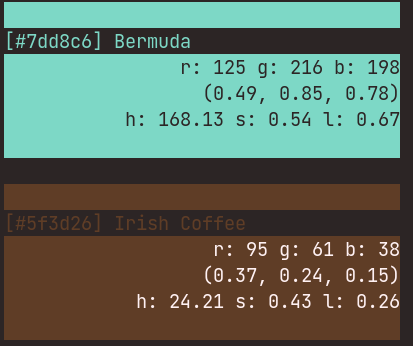 [#7dd8c6] Bermuda
r: 125 g: 216 b: 198
(0.49, 0.85, 0.78)
h: 168.13 s: 0.54 l: 0.67
[#5f3d26] Irish Coffee
r: 95 g: 61 b: 38
(0.37, 0.24, 0.15)
h: 24.21 s: 0.43 l: 0.26